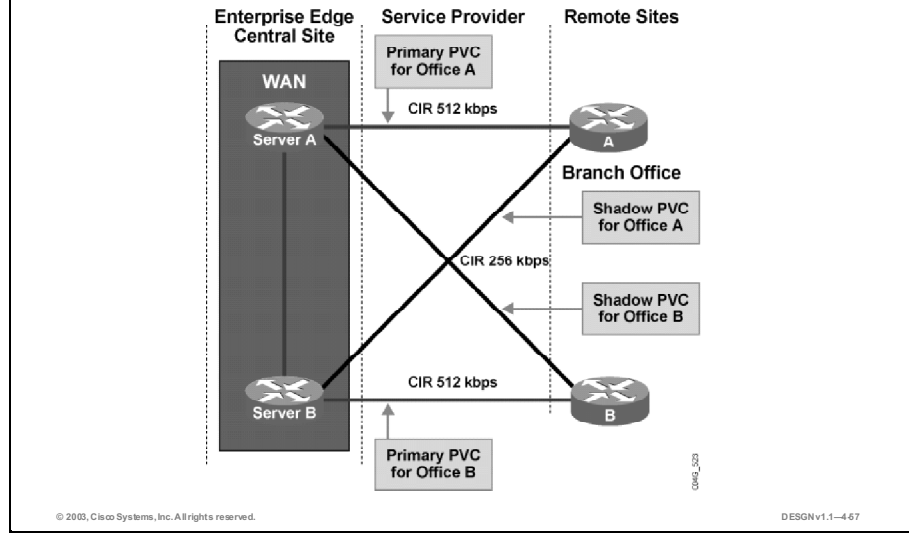 Enterprise Edge
Central Site
Service Provider
Remote Sites
Primary PVC
for Office A
WAN
CIR 512 kbps
Server A
A
Branch Office
Shadow PVC
for Office A
CIR 256 kbps
Shadow PVC
for Office B
CIR 512 kbps
Server B
B
Primary PVC
for Office B
C04G_523
© 2003, Cisco Systems, Inc. All rights reserved.
DESGN v1.1—4-57